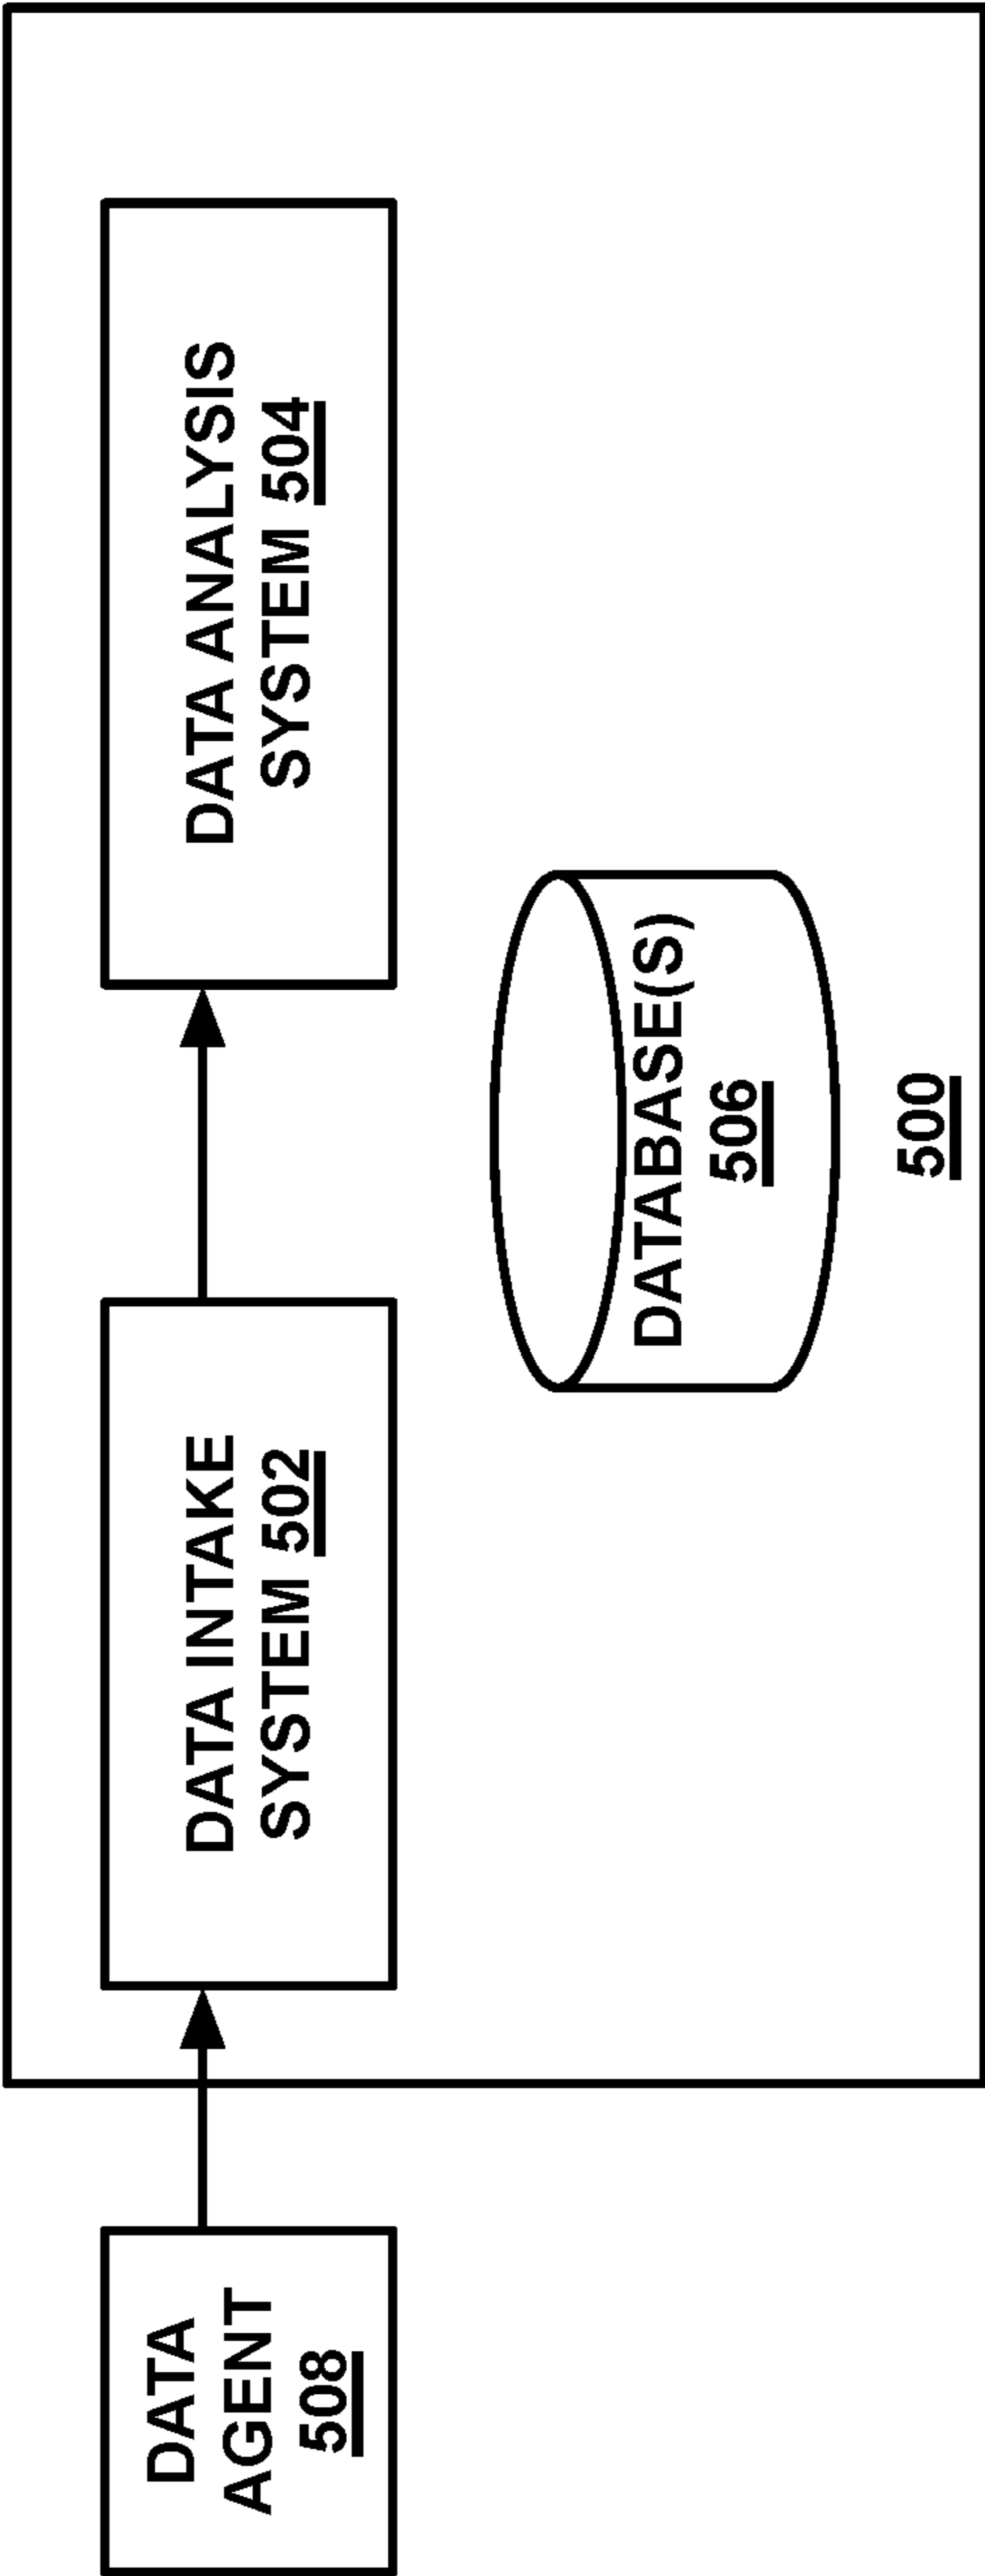 DATA
AGENT
508
DATA INTAKE
SYSTEM 502
DATA ANALYSIS
SYSTEM 504
DATABASE(S)
506
500